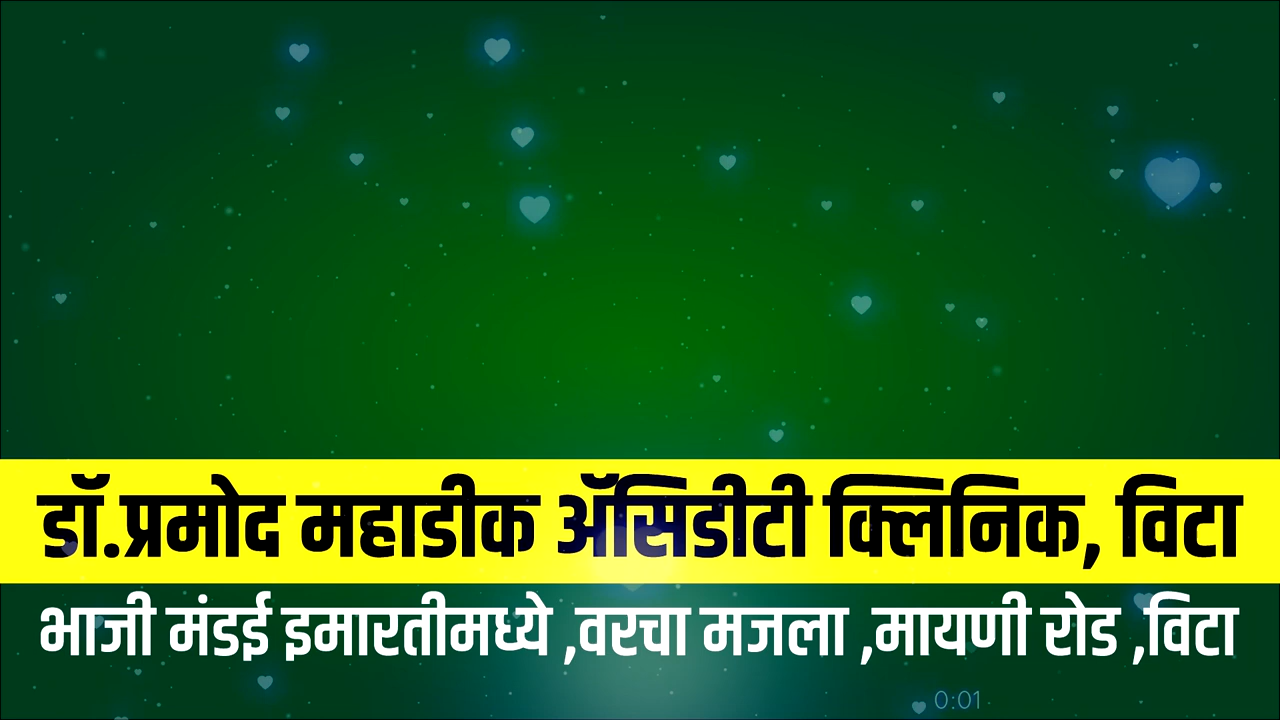 डॉ.प्रमोद महाडीक ॲसिडीटी क्लिनिक, विटा
भाजी मंडई इमारतीमध्ये ,वरचा मजला ,मायणी रोड ,विटा
0:01